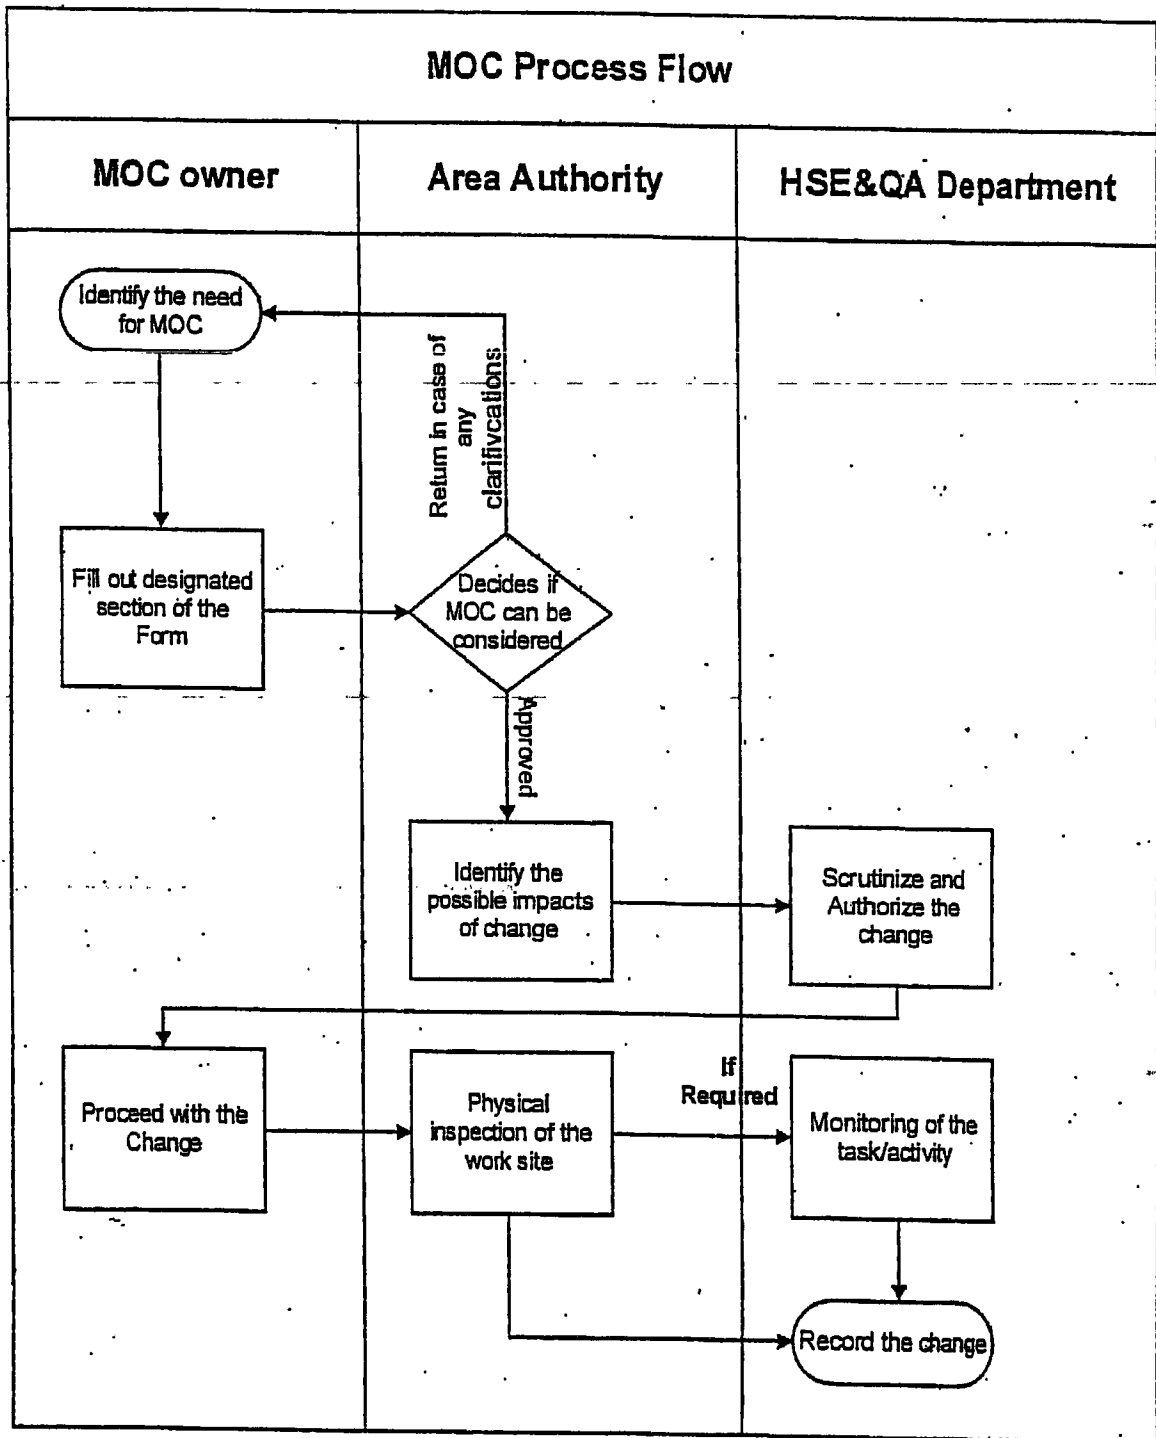 MOC Process Flow
MOC owner
Area Authority
HSE&QA Department
Identify the need
for MOC
Return in case of
any
clarifivcations
Fill out designated
section of the
Form
Decides if
MOC can be
considered
Approved
Identify the
possible impacts
of change
Scrutinize and
Authorize the
change
Proceed with the
Change
Physical
inspection of the
work site
If
Required
Monitoring of the
task/activity
Record the change